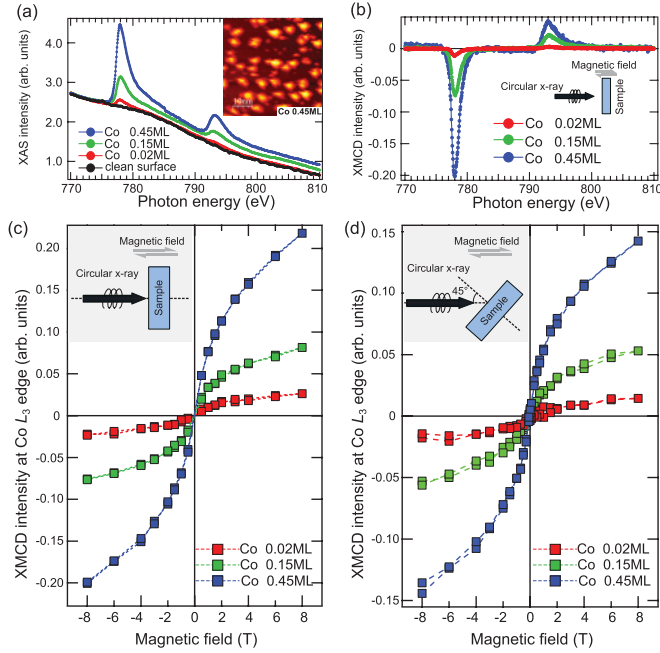 (a)
XAS intensity (arb. units)
4.0
3.0
2.0
1.0
10nm
Co 0.45ML
Co 0.45ML
Co 0.15ML
Co 0.02ML
clean surface
770 780 790 800 810
Photon energy (eV)
(b)
XMCD intensity (arb. units)
0
-0.05
-0.10
-0.15
-0.20
Magnetic field
Circular x-ray
Sample
Co 0.02ML
Co 0.15ML
Co 0.45ML
770 780 790 800 810
Photon energy (eV)
(c)
XMCD intensity at Co L3 edge (arb. units)
0.20
0.15
0.10
0.05
0
-0.05
-0.10
-0.15
-0.20
Magnetic field
Circular x-ray
Sample
Co 0.02ML
Co 0.15ML
Co 0.45ML
-8 -6 -4 -2 0 2 4 6 8
Magnetic field (T)
(d)
XMCD intensity at Co L3 edge (arb. units)
0.15
0.10
0.05
0
-0.05
-0.10
-0.15
Magnetic field
Circular x-ray
45°
Sample
Co 0.02ML
Co 0.15ML
Co 0.45ML
-8 -6 -4 -2 0 2 4 6 8
Magnetic field (T)